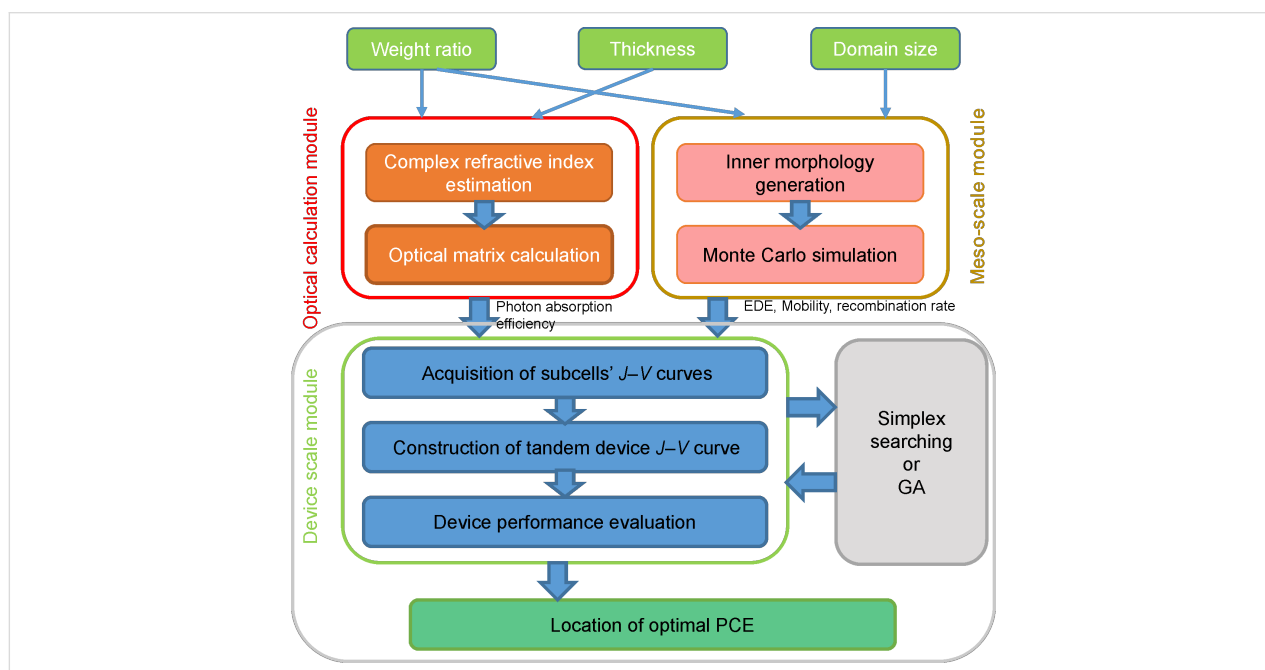 Weight ratio
Thickness
Domain size
Optical calculation module
Complex refractive index
estimation
Optical matrix calculation
Inner morphology
generation
Monte Carlo simulation
Meso-scale module
Photon absorption
efficiency
EDE, Mobility, recombination rate
Device scale module
Acquisition of subcells’ J–V curves
Construction of tandem device J–V curve
Device performance evaluation
Simplex
searching
or
GA
Location of optimal PCE